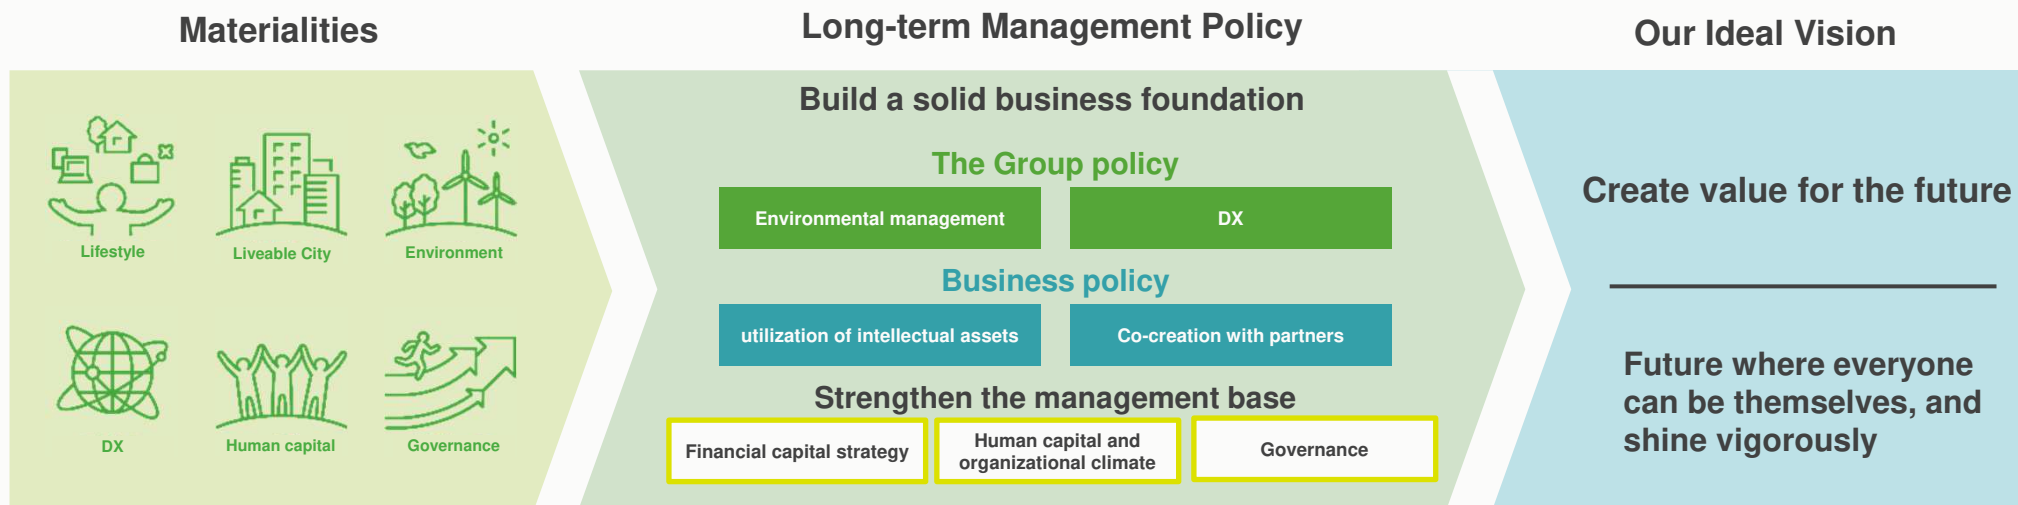 Materialities
Long-term Management Policy
Our Ideal Vision
Lifestyle
Liveable City
Environment
DX
Human capital
Governance
Build a solid business foundation
The Group policy
Environmental management
DX
Business policy
utilization of intellectual assets
Co-creation with partners
Strengthen the management base
Financial capital strategy
Human capital and
organizational climate
Governance
Create value for the future
Future where everyone
can be themselves, and
shine vigorously